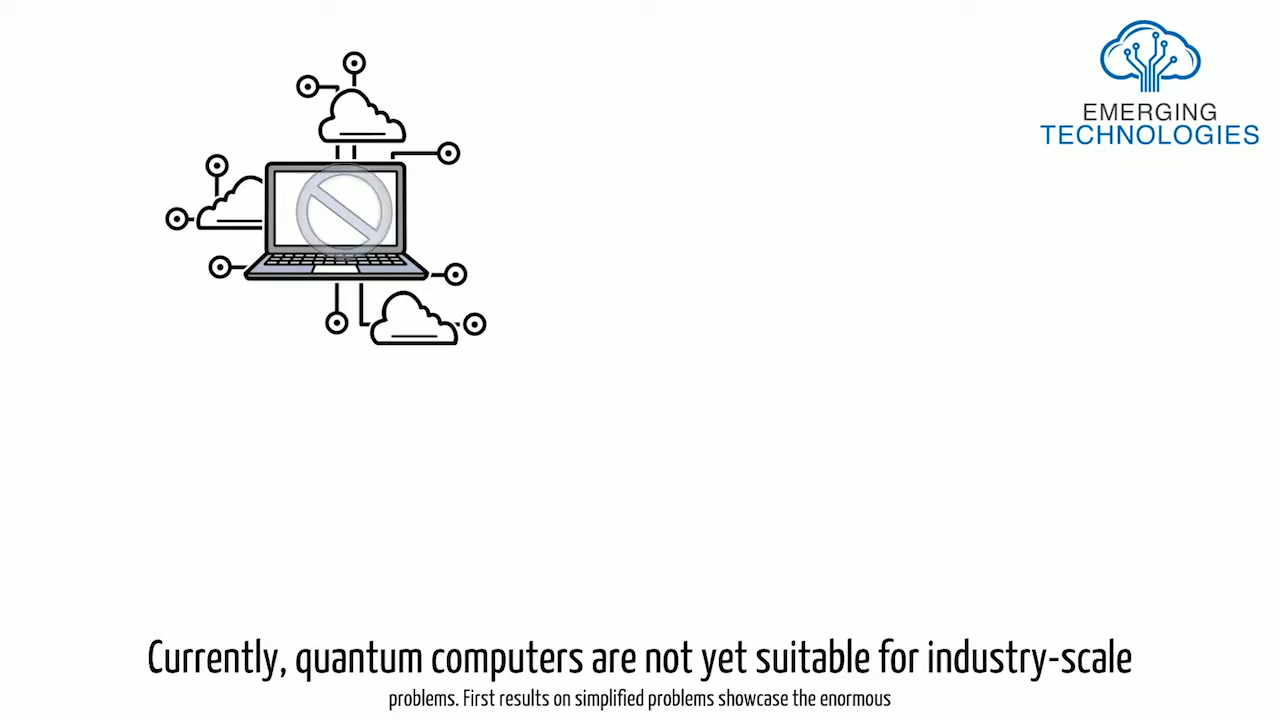 EMERGING
TECHNOLOGIES
Currently, quantum computers are not yet suitable for industry-scale
problems. First results on simplified problems showcase the enormous